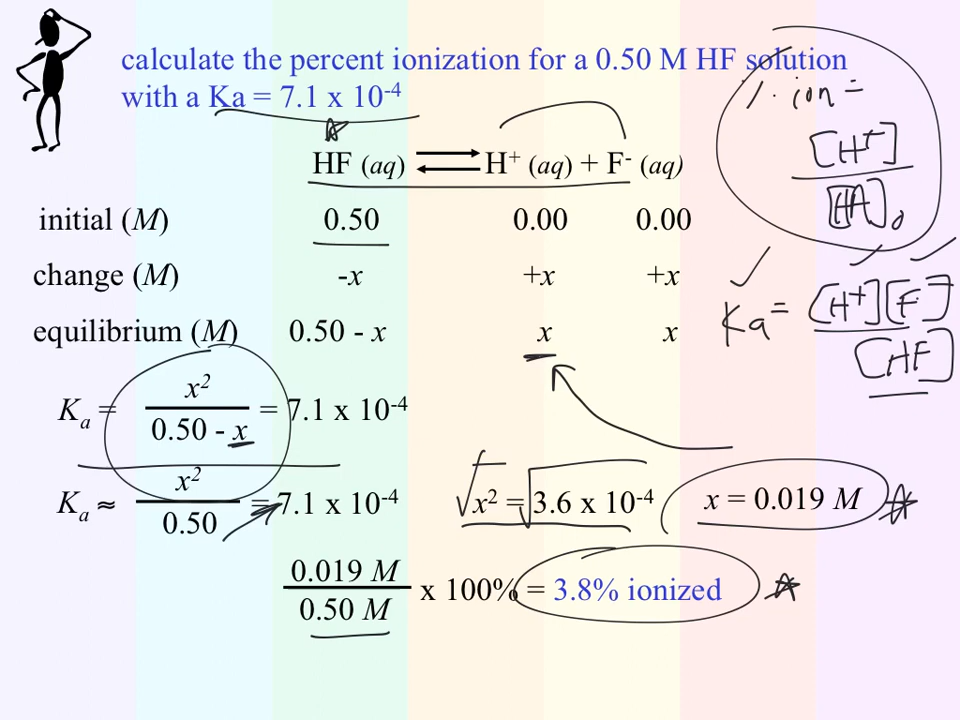 calculate the percent ionization for a 0.50 M HF solution
with a Ka = 7.1 x 10-4
% ion = [H+] / [HA]0
HF (aq) ⇌ H+ (aq) + F- (aq)
initial (M) 0.50 0.00 0.00
change (M) -x +x +x
equilibrium (M) 0.50 - x x x
Ka = [H+][F-] / [HF]
Ka = x2 / 0.50 - x = 7.1 x 10-4
Ka ≈ x2 / 0.50 = 7.1 x 10-4 √x2 = √3.6 x 10-4 x = 0.019 M
0.019 M / 0.50 M x 100% = 3.8% ionized